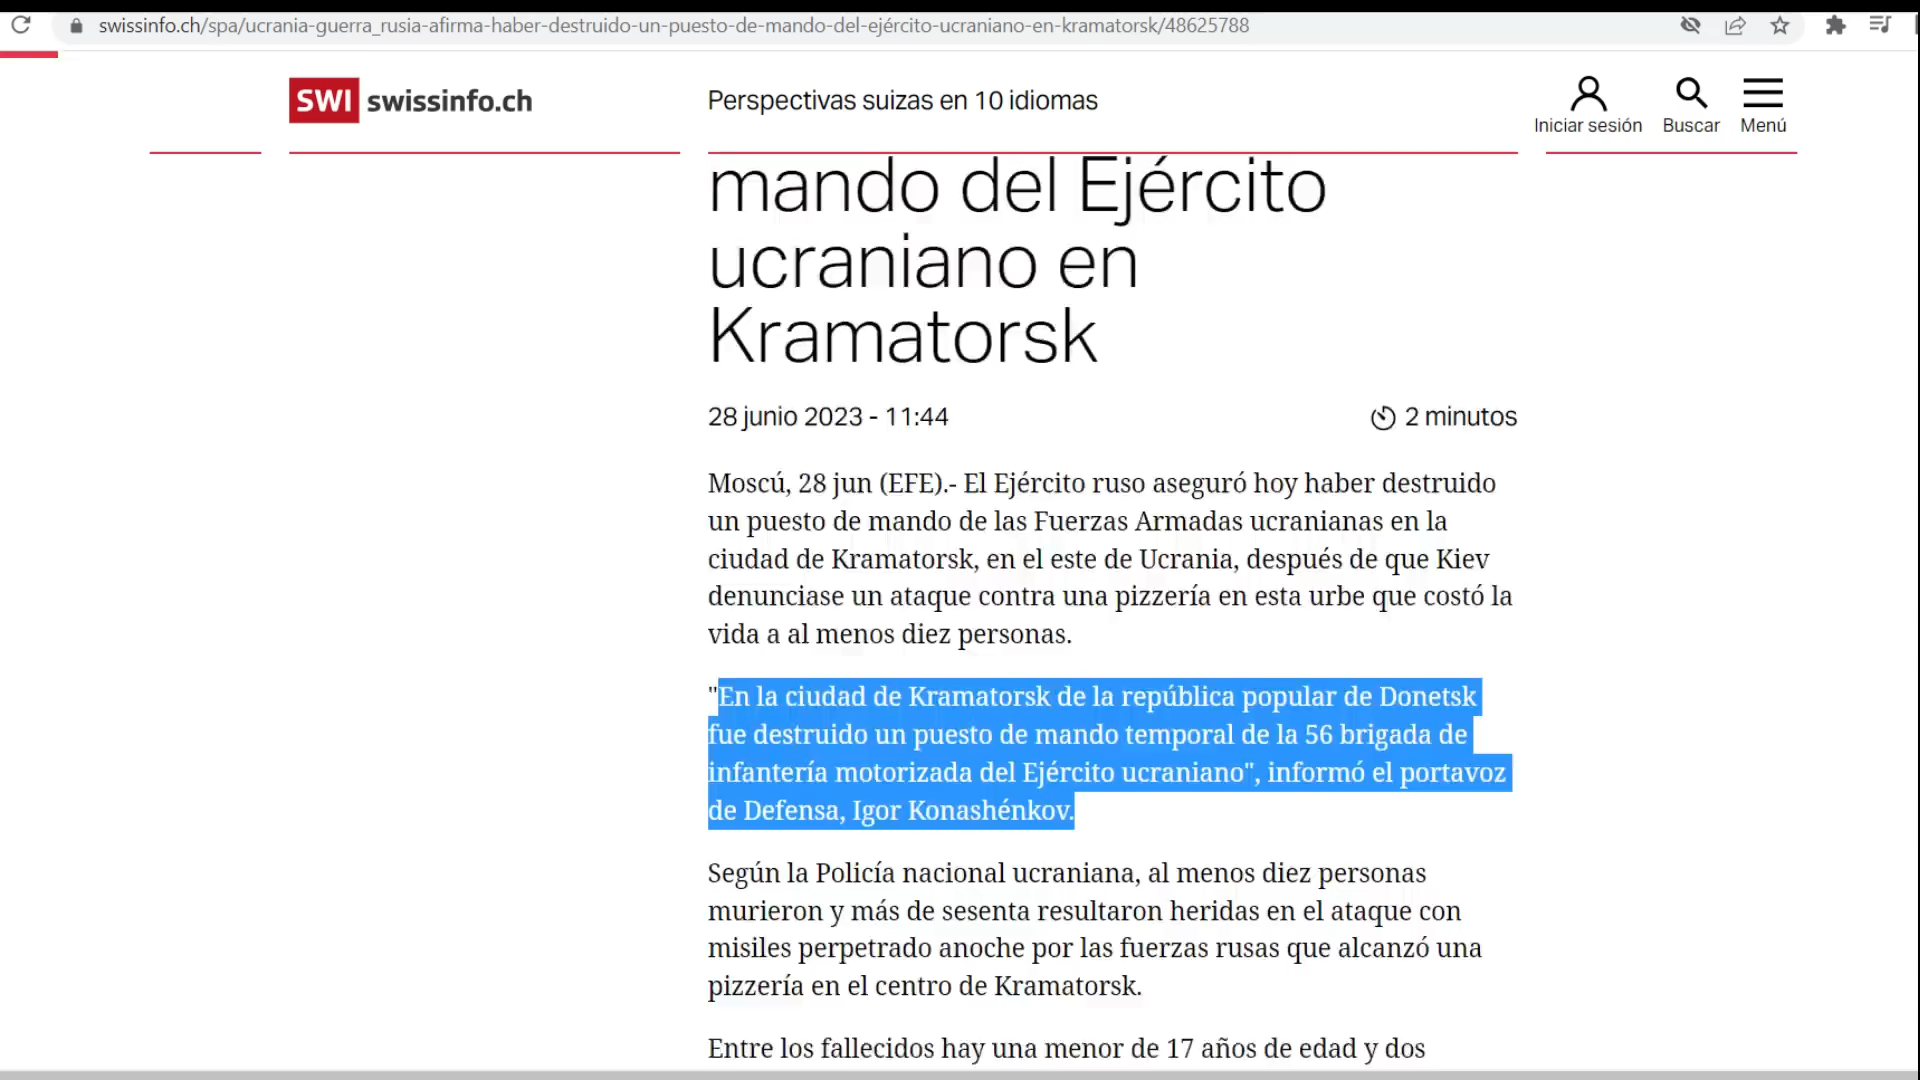 swissinfo.ch/spa/ucrania-guerra_rusia-afirma-haber-destruido-un-puesto-de-mando-del-ejército-ucraniano-en-kramatorsk/48625788
SWI swissinfo.ch
Perspectivas suizas en 10 idiomas
Iniciar sesión
Buscar
Menú
mando del Ejército
ucraniano en
Kramatorsk
28 junio 2023 - 11:44
2 minutos
Moscú, 28 jun (EFE).- El Ejército ruso aseguró hoy haber destruido
un puesto de mando de las Fuerzas Armadas ucranianas en la
ciudad de Kramatorsk, en el este de Ucrania, después de que Kiev
denunciase un ataque contra una pizzería en esta urbe que costó la
vida a al menos diez personas.
"En la ciudad de Kramatorsk de la república popular de Donetsk
fue destruido un puesto de mando temporal de la 56 brigada de
infantería motorizada del Ejército ucraniano", informó el portavoz
de Defensa, Igor Konashénkov.
Según la Policía nacional ucraniana, al menos diez personas
murieron y más de sesenta resultaron heridas en el ataque con
misiles perpetrado anoche por las fuerzas rusas que alcanzó una
pizzería en el centro de Kramatorsk.
Entre los fallecidos hay una menor de 17 años de edad y dos